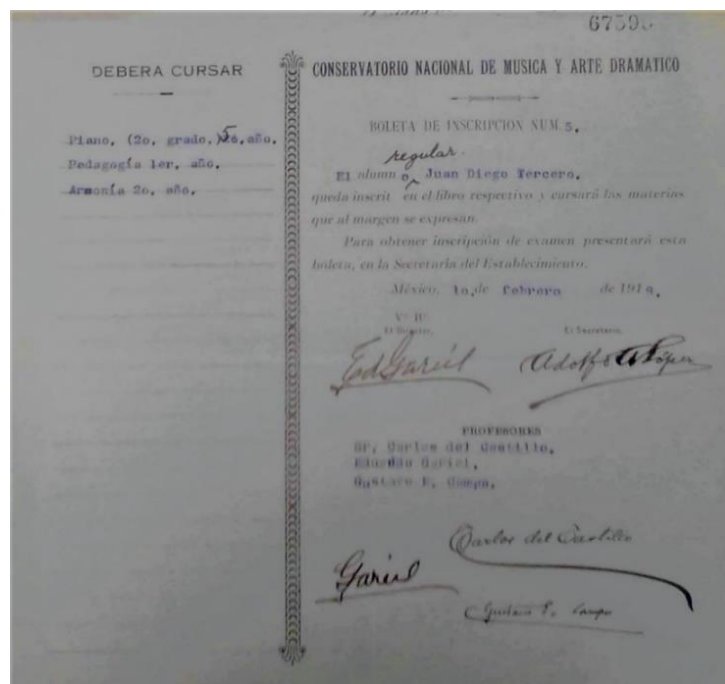 67595
DEBERA CURSAR
Piano, (2o. grado,) 5o. año.
Pedagogía 1er, año.
Armonía 2o, año.
CONSERVATORIO NACIONAL DE MUSICA Y ARTE DRAMATICO
BOLETA DE INSCRIPCION NUM 5.
regular
El alumno Juan Diego Tercero.
queda inscrit o en el libro respectivo y cursará las materias
que al margen se expresan.
Para obtener inscripción de examen presentará esta
boleta, en la Secretaría del Establecimiento.
México, 1o, de Febrero de 1919.
Vº Bº
El Director, El Secretario,
Ed Gariel Adolfo A López
PROFESORES
Sr, Carlos del Castillo,
Eduardo Gariel,
Gustavo E. Campa,
Carlos del Castillo
Gariel
Gustavo E. Campa